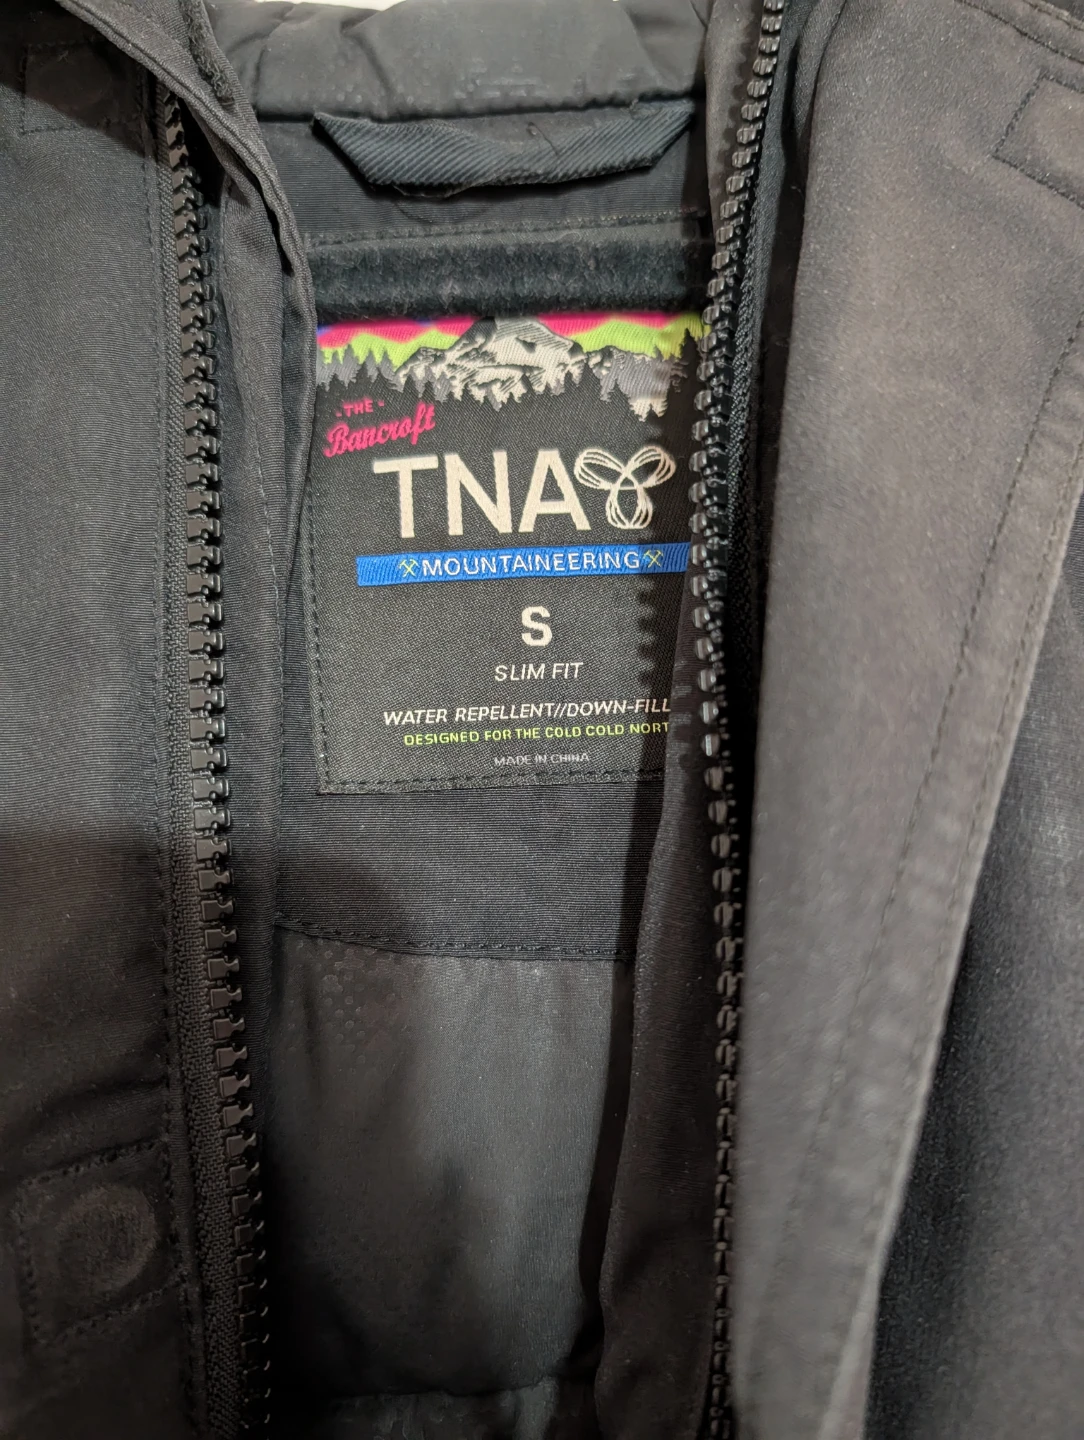 - THE -
Bancroft
TNA
MOUNTAINEERING
S
SLIM FIT
WATER REPELLENT//DOWN-FILL
DESIGNED FOR THE COLD COLD NORT
MADE IN CHINA